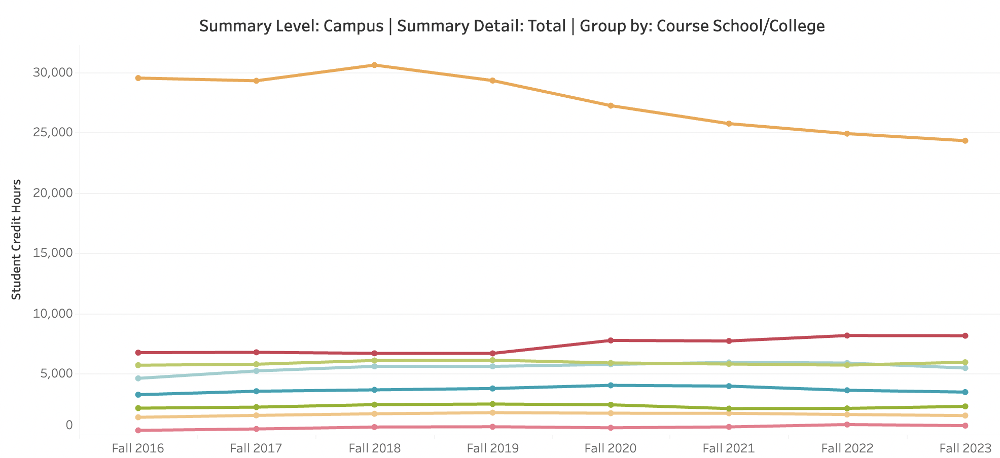 Summary Level: Campus | Summary Detail: Total | Group by: Course School/College
Student Credit Hours
30,000
25,000
20,000
15,000
10,000
5,000
0
Fall 2016 Fall 2017 Fall 2018 Fall 2019 Fall 2020 Fall 2021 Fall 2022 Fall 2023